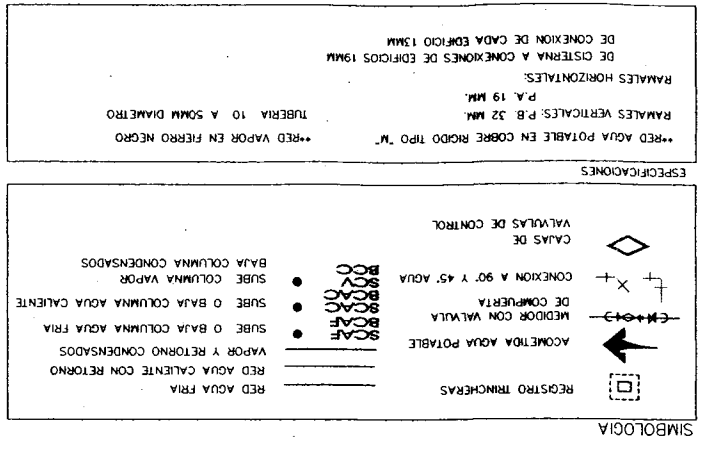 SIMBOLOGIA
REGISTRO TRINCHERAS
ACOMETIDA AGUA POTABLE
MEDIDOR CON VALVULA
DE COMPUERTA
CONEXION A 90° Y 45° AGUA
CAJAS DE
VALVULAS DE CONTROL
RED AGUA FRIA
RED AGUA CALIENTE CON RETORNO
VAPOR Y RETORNO CONDENSADOS
SCAF
BCAF
SUBE O BAJA COLUMNA AGUA FRIA
SCAC
BCAC
SUBE O BAJA COLUMNA AGUA CALIENTE
SCV
SUBE COLUMNA VAPOR
BCC
BAJA COLUMNA CONDENSADOS
ESPECIFICACIONES
**RED AGUA POTABLE EN COBRE RIGIDO TIPO "M"
RAMALES VERTICALES: P.B. 32 MM.
P.A. 19 MM.
RAMALES HORIZONTALES:
DE CISTERNA A CONEXIONES DE EDIFICIOS 19MM
DE CONEXION DE CADA EDIFICIO 13MM
**RED VAPOR EN FIERRO NEGRO
TUBERIA 10 A 50MM DIAMETRO